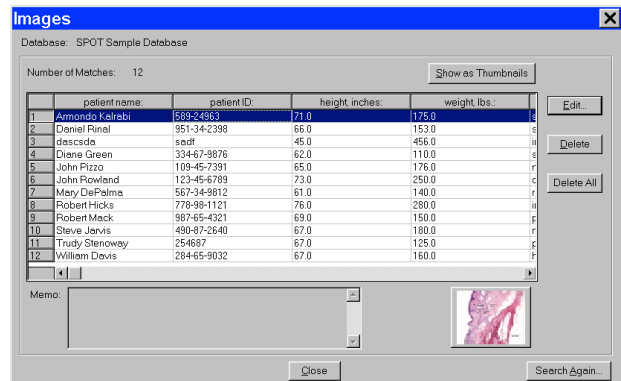 Images
Database: SPOT Sample Database
Number of Matches: 12
Show as Thumbnails
patient name: patient ID: height, inches: weight, lbs.:
1 Armondo Kalrabi 589-24963 71.0 175.0
2 Daniel Rinal 951-34-2398 66.0 153.0
3 dascsda sadf 45.0 456.0
4 Diane Green 334-67-9876 62.0 110.0
5 John Pizzo 109-45-7391 65.0 176.0
6 John Rowland 123-45-6789 73.0 250.0
7 Mary DePalma 567-34-9812 61.0 140.0
8 Robert Hicks 778-98-1121 76.0 280.0
9 Robert Mack 987-65-4321 69.0 150.0
10 Steve Jarvis 490-87-2640 67.0 180.0
11 Trudy Stenoway 254687 67.0 125.0
12 William Davis 284-65-9032 67.0 160.0
Edit...
Delete
Delete All
Memo:
Close
Search Again...